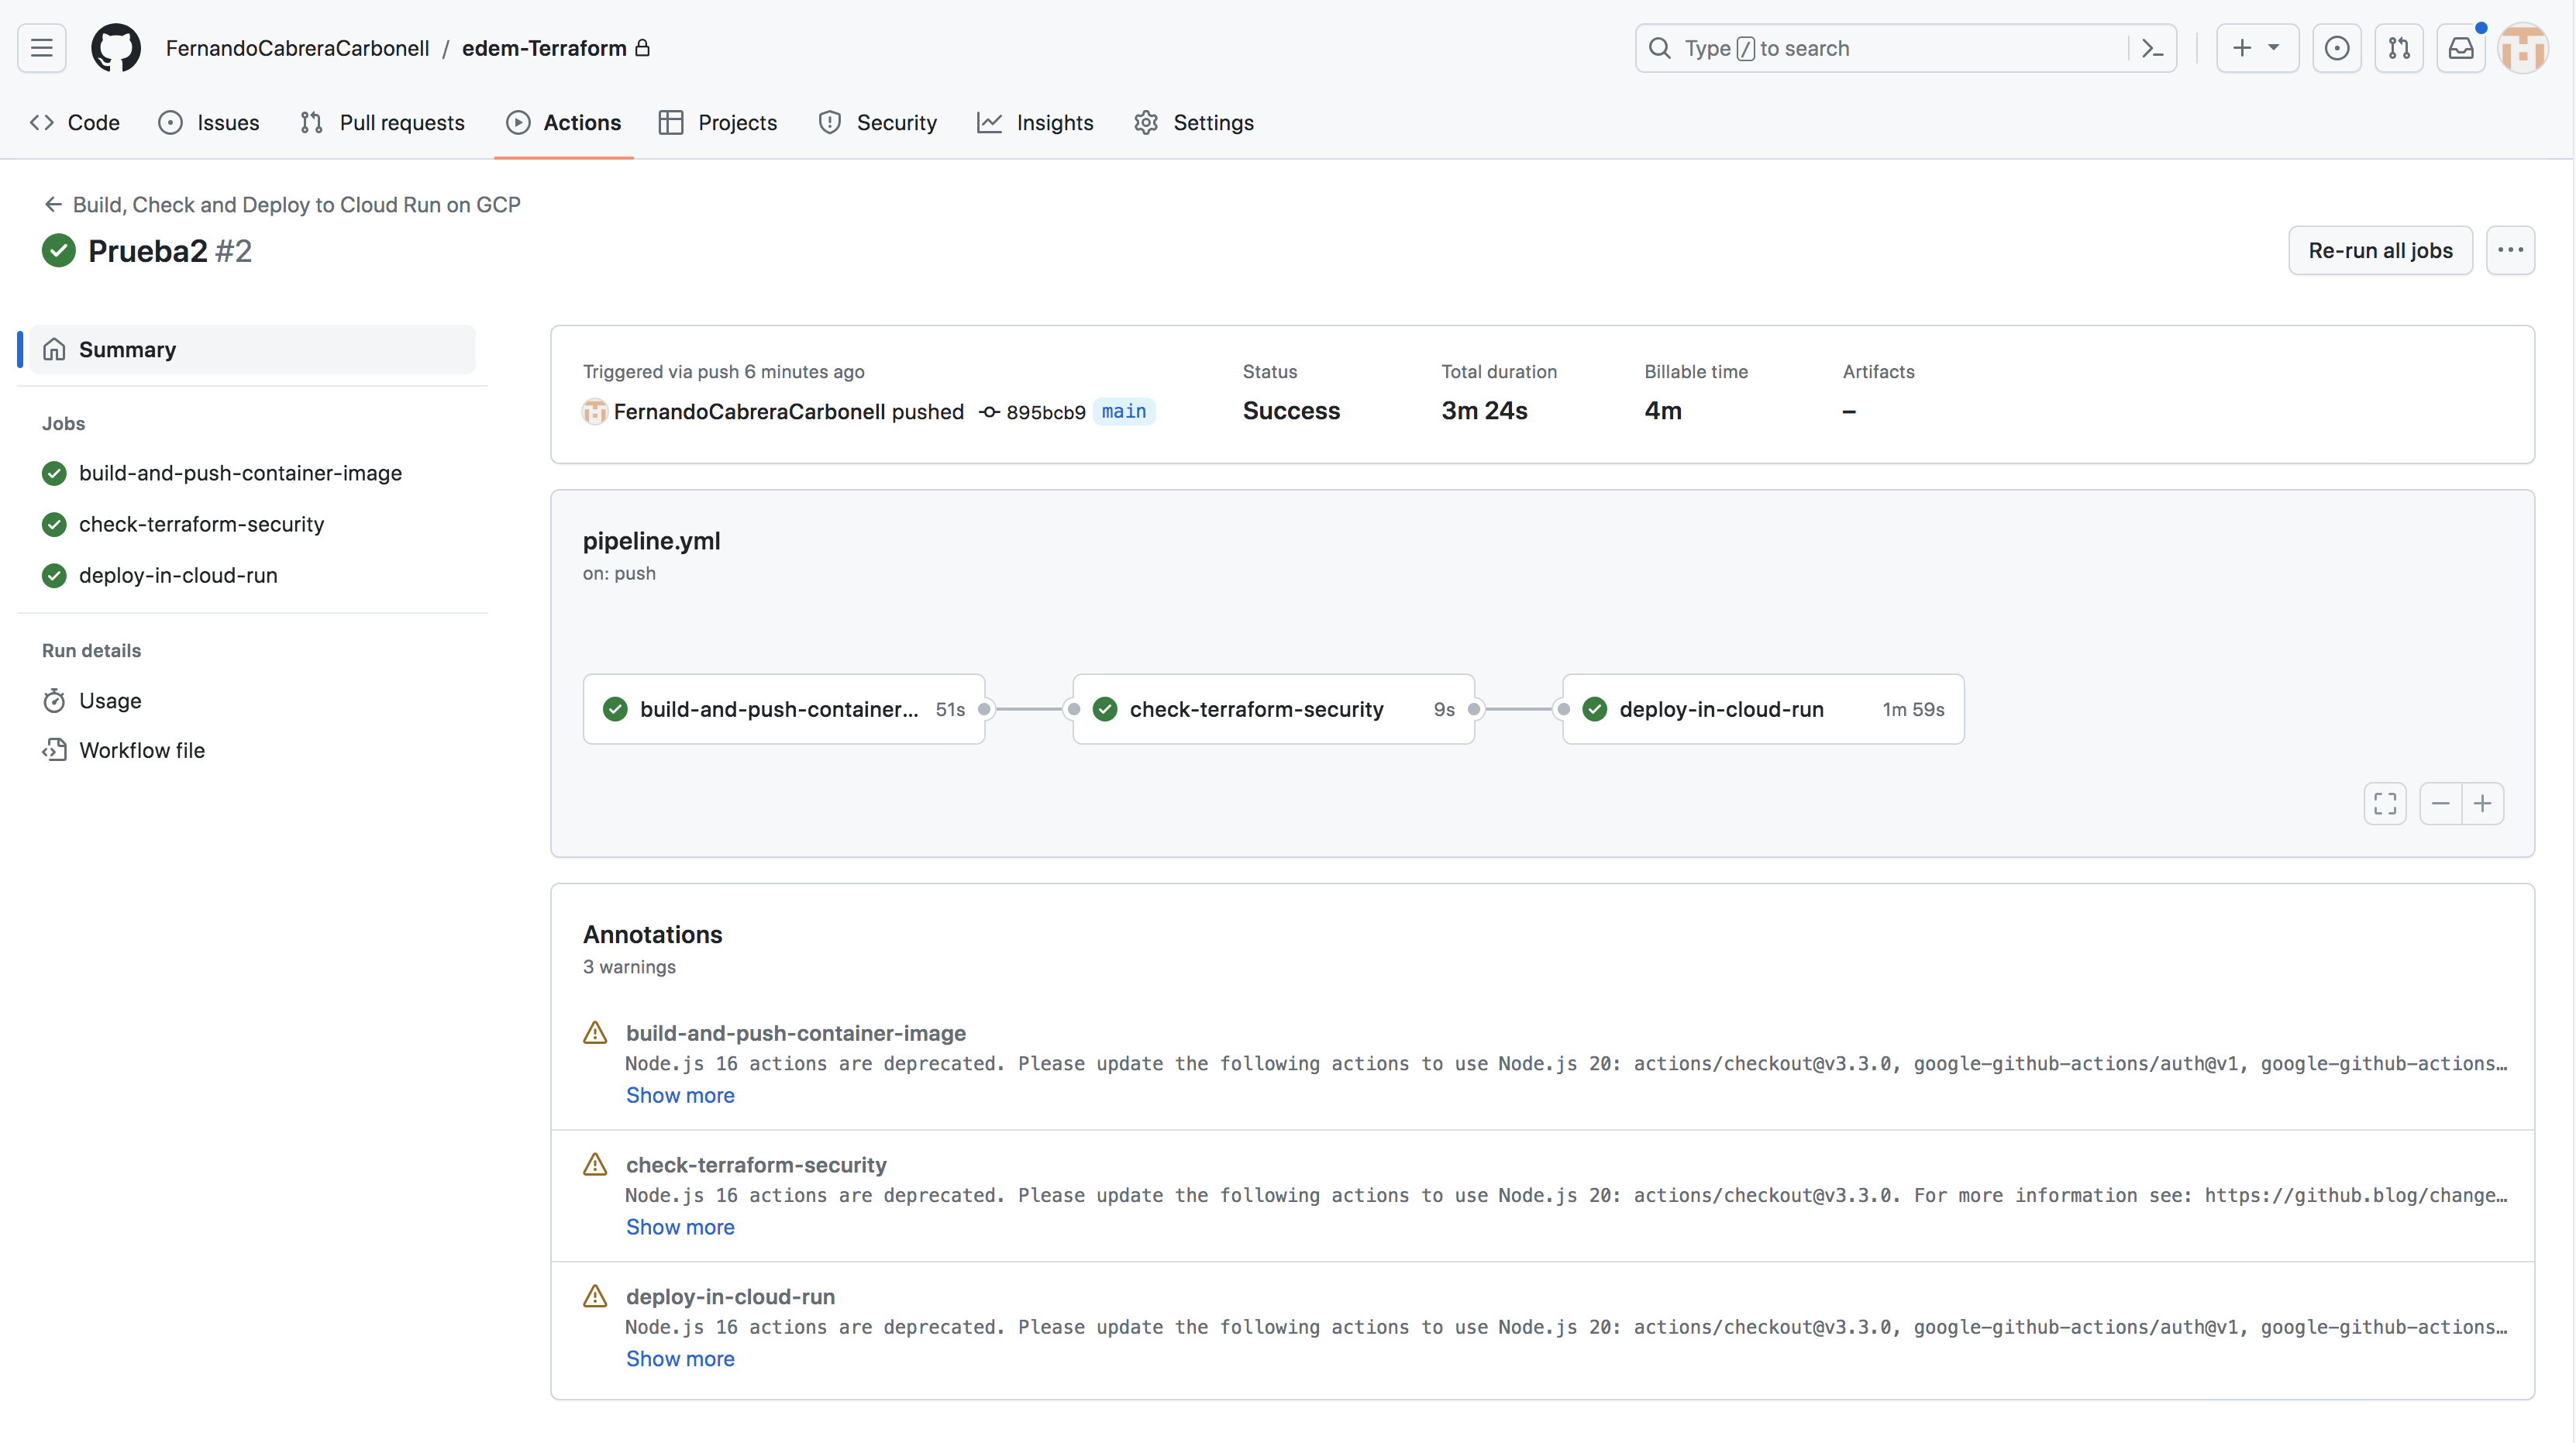 FernandoCabreraCarbonell / edem-Terraform
Type / to search
Code Issues Pull requests Actions Projects Security Insights Settings
Build, Check and Deploy to Cloud Run on GCP
Prueba2 #2
Re-run all jobs
Summary
Jobs
build-and-push-container-image
check-terraform-security
deploy-in-cloud-run
Run details
Usage
Workflow file
Triggered via push 6 minutes ago
FernandoCabreraCarbonell pushed 895bcb9 main
Status
Success
Total duration
3m 24s
Billable time
4m
Artifacts
–
pipeline.yml
on: push
build-and-push-container... 51s
check-terraform-security 9s
deploy-in-cloud-run 1m 59s
Annotations
3 warnings
build-and-push-container-image
Node.js 16 actions are deprecated. Please update the following actions to use Node.js 20: actions/checkout@v3.3.0, google-github-actions/auth@v1, google-github-actions…
Show more
check-terraform-security
Node.js 16 actions are deprecated. Please update the following actions to use Node.js 20: actions/checkout@v3.3.0. For more information see: https://github.blog/change…
Show more
deploy-in-cloud-run
Node.js 16 actions are deprecated. Please update the following actions to use Node.js 20: actions/checkout@v3.3.0, google-github-actions/auth@v1, google-github-actions…
Show more